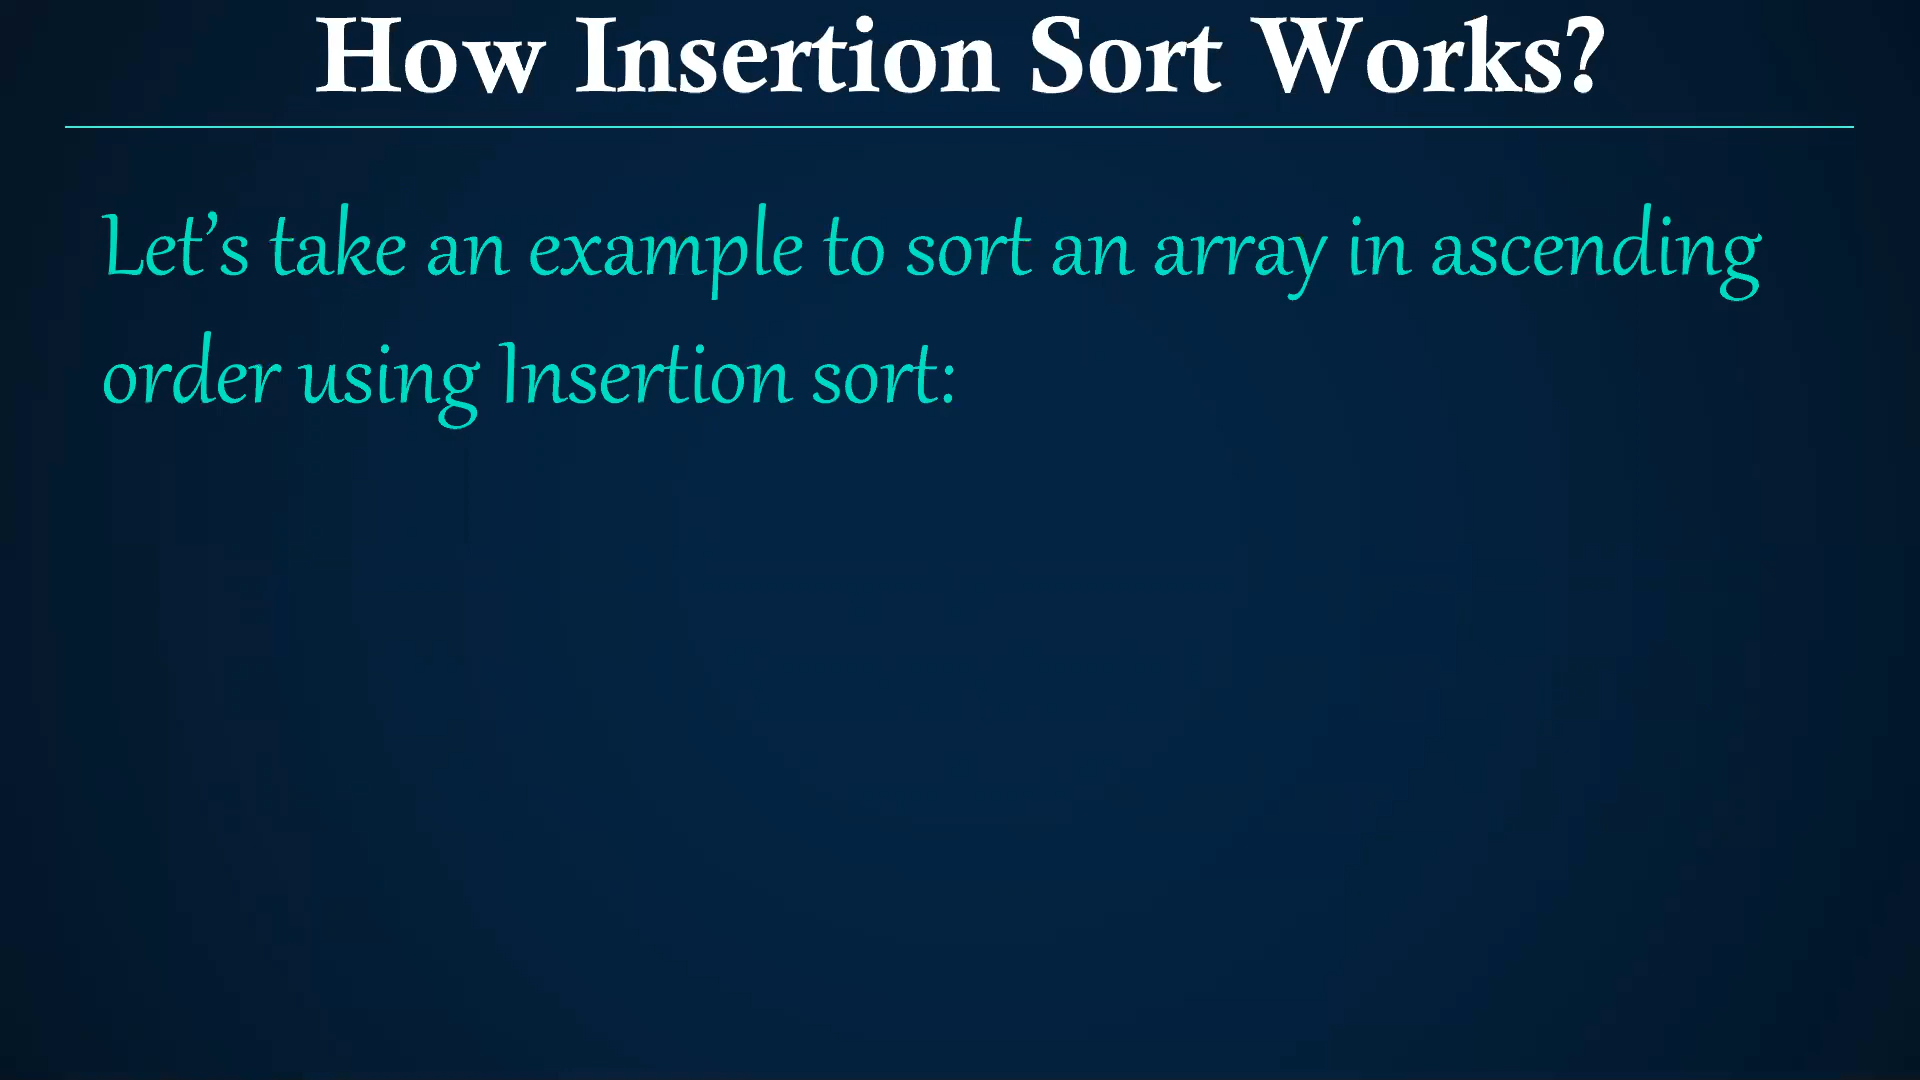 How Insertion Sort Works?
Let’s take an example to sort an array in ascending
order using Insertion sort: